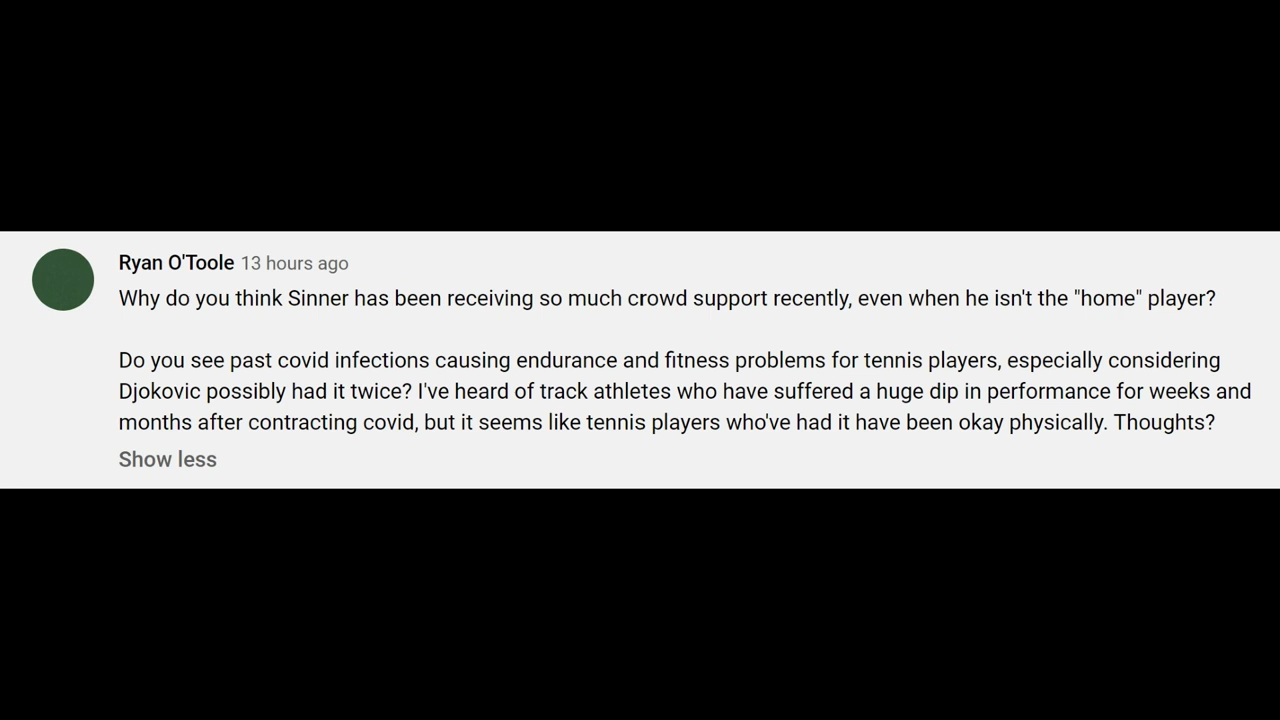 Ryan O'Toole 13 hours ago
Why do you think Sinner has been receiving so much crowd support recently, even when he isn't the "home" player?
Do you see past covid infections causing endurance and fitness problems for tennis players, especially considering
Djokovic possibly had it twice? I've heard of track athletes who have suffered a huge dip in performance for weeks and
months after contracting covid, but it seems like tennis players who've had it have been okay physically. Thoughts?
Show less